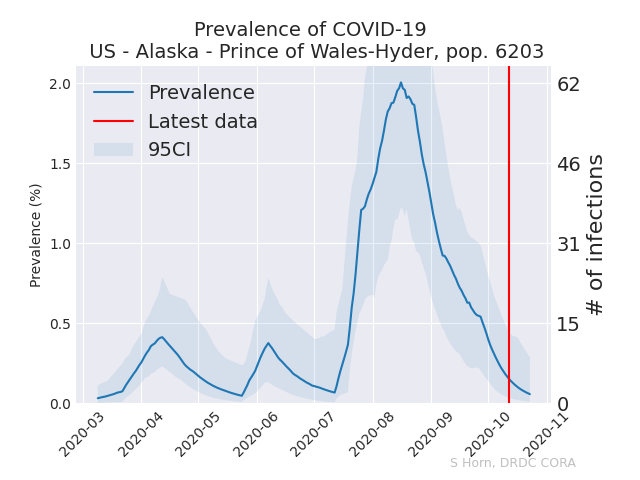 Prevalence of COVID-19
US - Alaska - Prince of Wales-Hyder, pop. 6203
Prevalence
Latest data
95CI
Prevalence (%)
2.0
1.5
1.0
0.5
0.0
62
46
31
15
0
# of infections
2020-03
2020-04
2020-05
2020-06
2020-07
2020-08
2020-09
2020-10
2020-11
S Horn, DRDC CORA